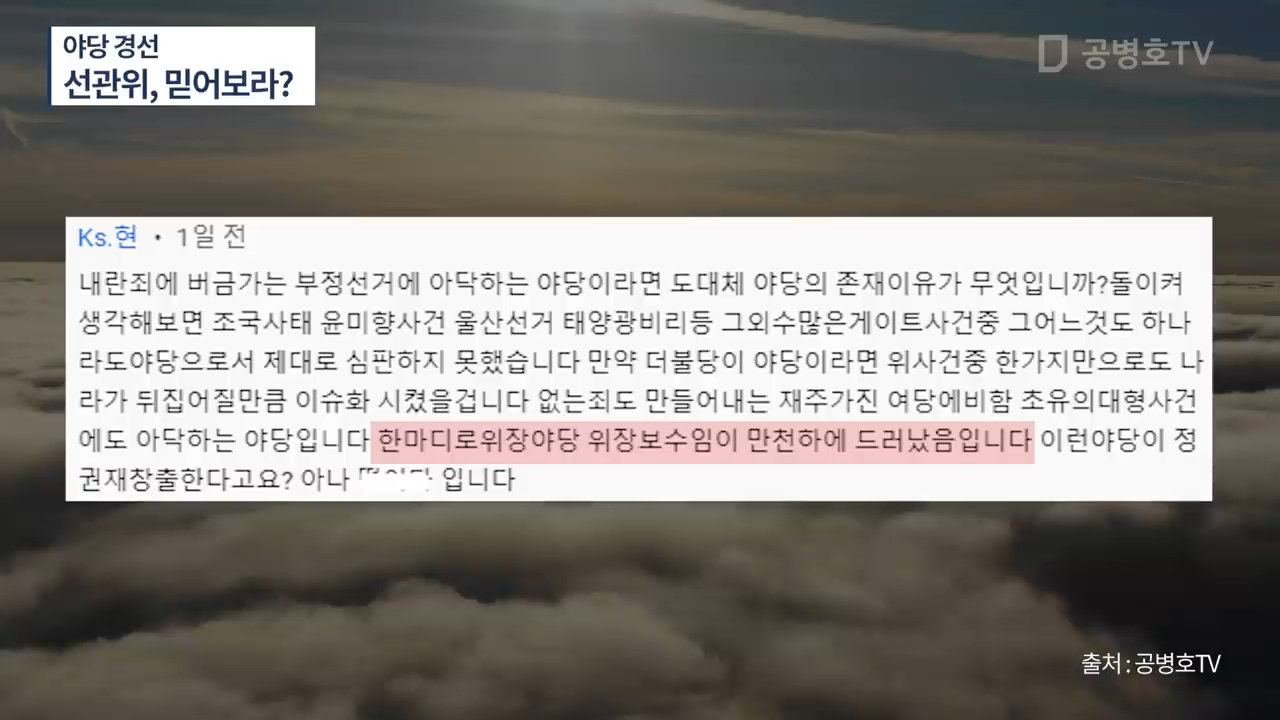 야당 경선
선관위, 믿어보라?
공병호TV
Ks.현 · 1일 전
내란죄에 버금가는 부정선거에 아닥하는 야당이라면 도대체 야당의 존재이유가 무엇입니까?돌이켜
생각해보면 조국사태 윤미향사건 울산선거 태양광비리등 그외수많은게이트사건중 그어느것도 하나
라도야당으로서 제대로 심판하지 못했습니다 만약 더불당이 야당이라면 위사건중 한가지만으로도 나
라가 뒤집어질만큼 이슈화 시켰을겁니다 없는죄도 만들어내는 재주가진 여당에비함 초유의대형사건
에도 아닥하는 야당입니다 한마디로위장야당 위장보수임이 만천하에 드러났음입니다 이런야당이 정
권재창출한다고요? 아나 입니다
출처 : 공병호TV